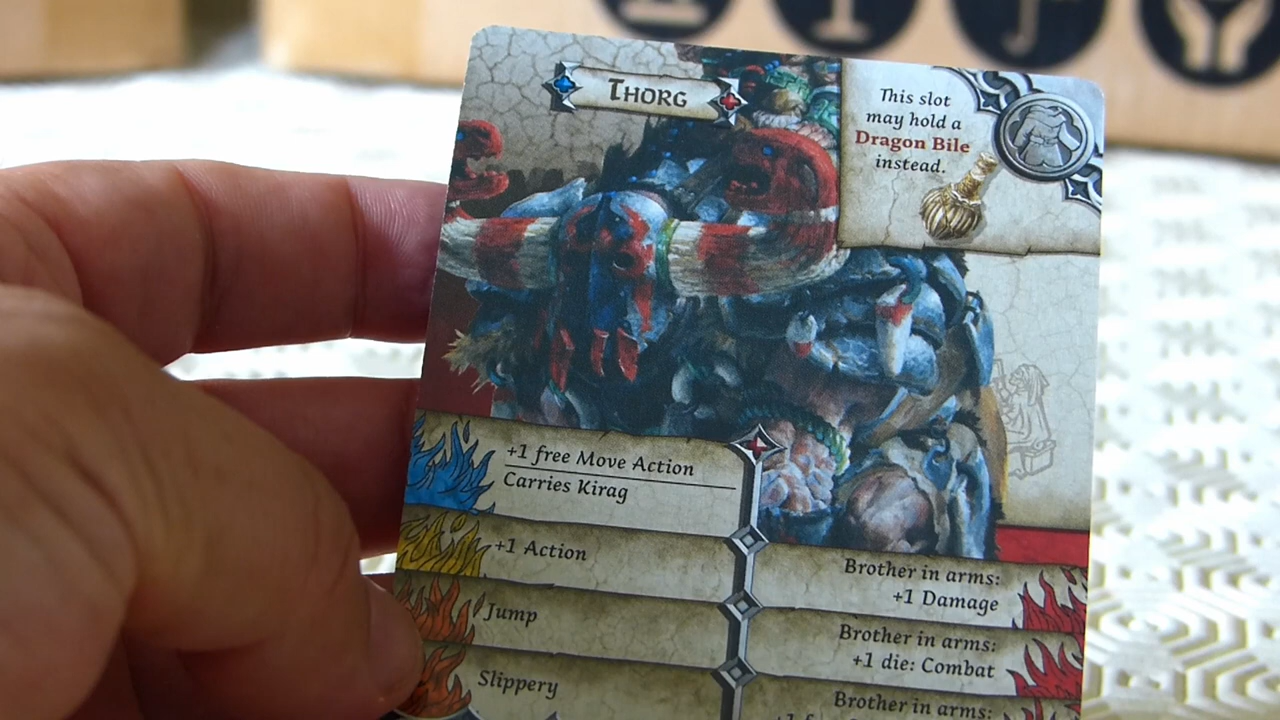 THORG
This slot
may hold a
Dragon Bile
instead.
+1 free Move Action
Carries Kirag
+1 Action
Jump
Slippery
Brother in arms:
+1 Damage
Brother in arms:
+1 die: Combat
Brother in arms: